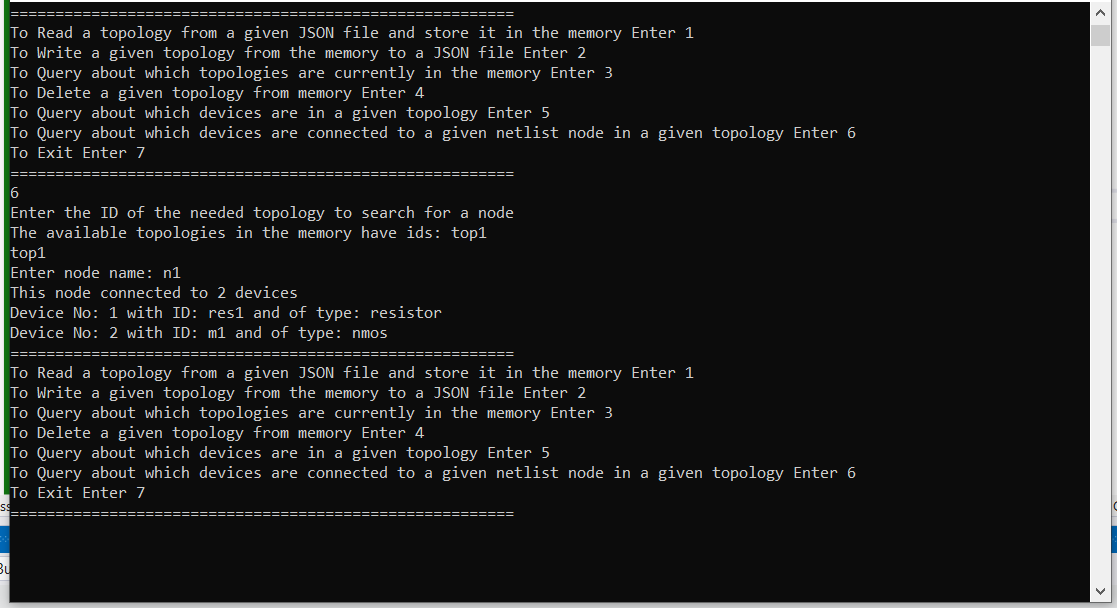 ========================================================
To Read a topology from a given JSON file and store it in the memory Enter 1
To Write a given topology from the memory to a JSON file Enter 2
To Query about which topologies are currently in the memory Enter 3
To Delete a given topology from memory Enter 4
To Query about which devices are in a given topology Enter 5
To Query about which devices are connected to a given netlist node in a given topology Enter 6
To Exit Enter 7
========================================================
6
Enter the ID of the needed topology to search for a node
The available topologies in the memory have ids: top1
top1
Enter node name: n1
This node connected to 2 devices
Device No: 1 with ID: res1 and of type: resistor
Device No: 2 with ID: m1 and of type: nmos
========================================================
To Read a topology from a given JSON file and store it in the memory Enter 1
To Write a given topology from the memory to a JSON file Enter 2
To Query about which topologies are currently in the memory Enter 3
To Delete a given topology from memory Enter 4
To Query about which devices are in a given topology Enter 5
To Query about which devices are connected to a given netlist node in a given topology Enter 6
To Exit Enter 7
========================================================